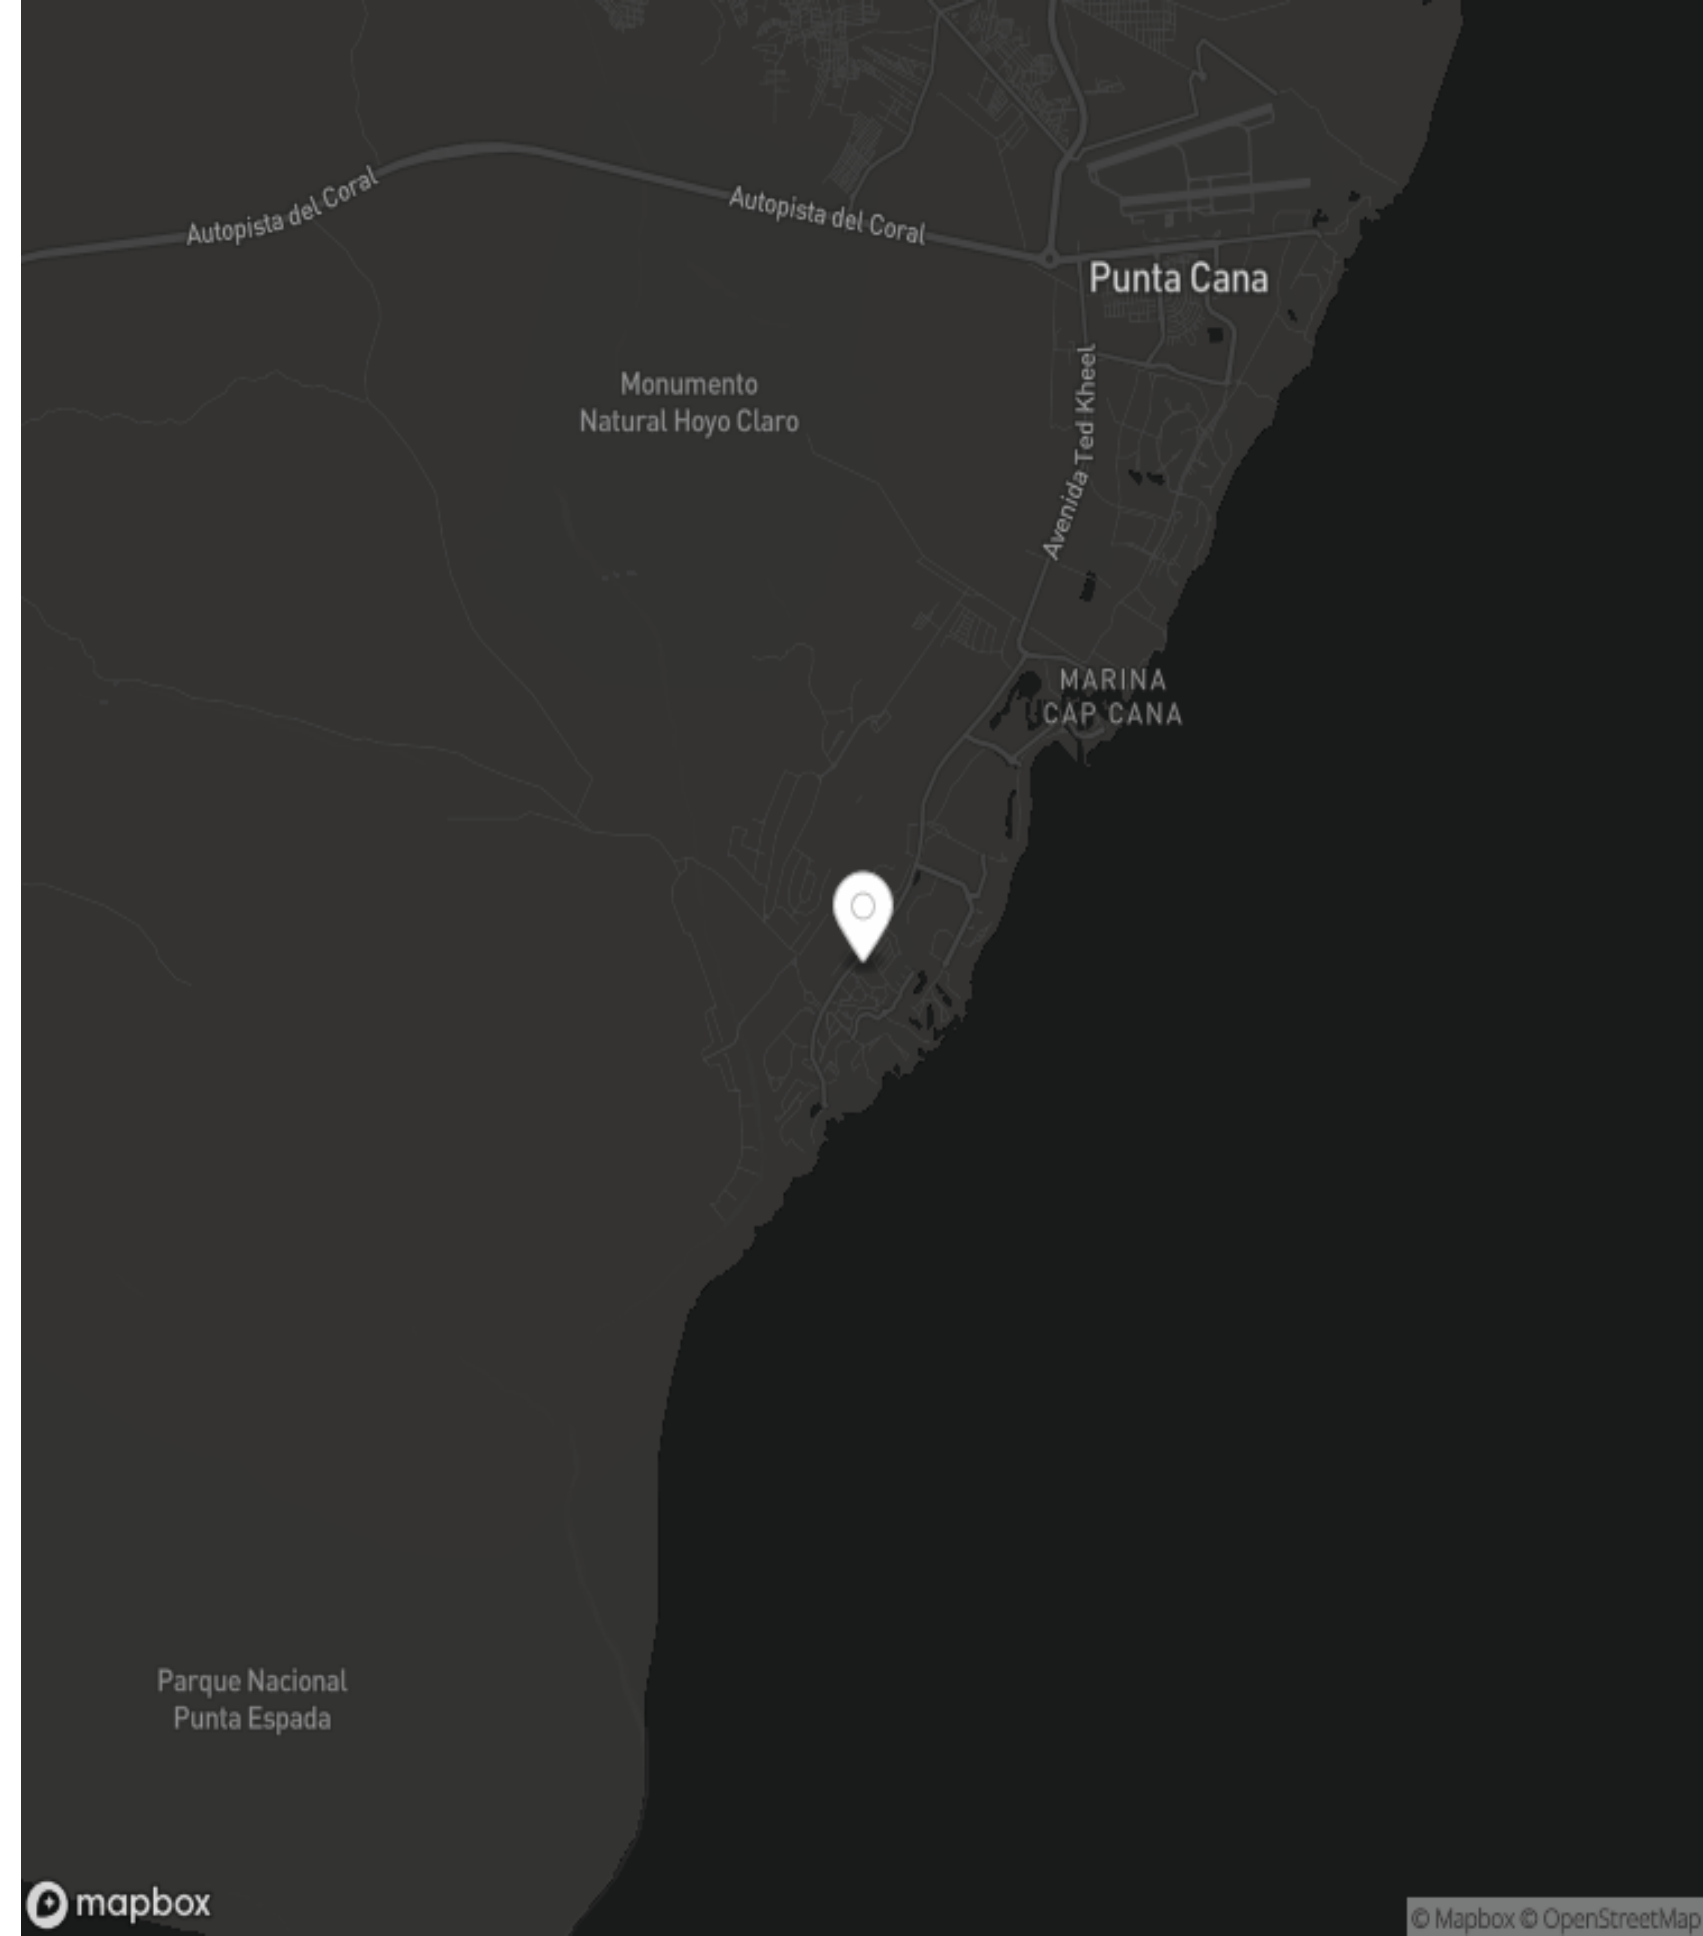 Autopista del Coral
Autopista del Coral
Punta Cana
Monumento
Natural Hoyo Claro
Avenida Ted Kheel
MARINA
CAP CANA
Parque Nacional
Punta Espada
mapbox
© Mapbox © OpenStreetMap